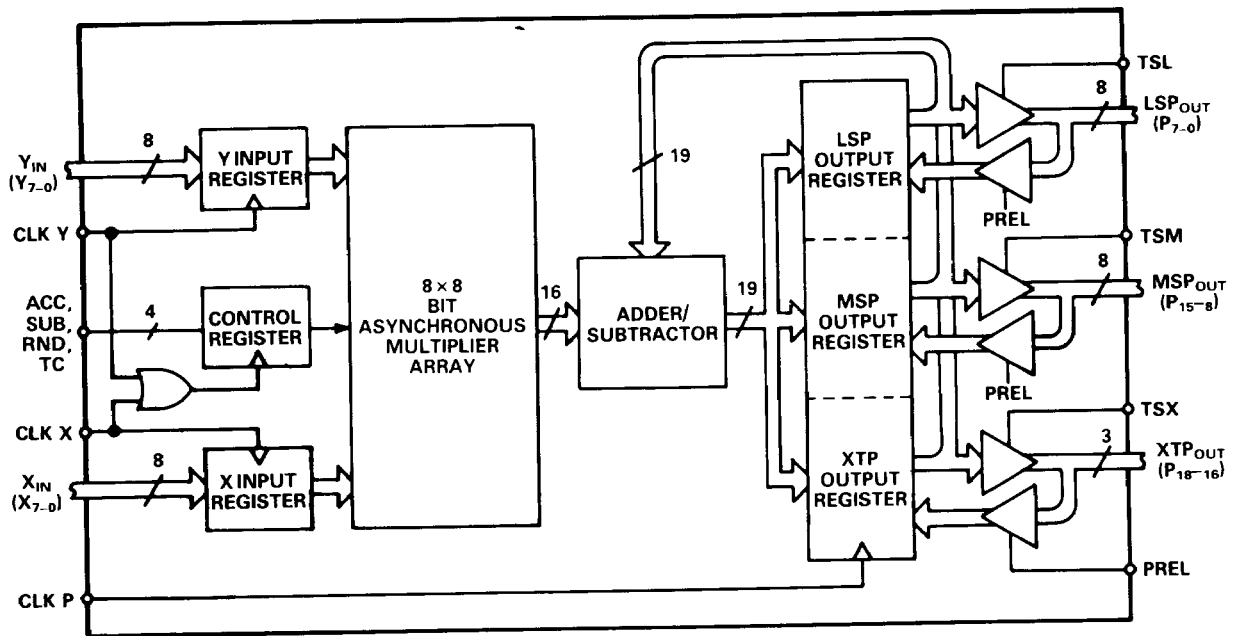 Y_IN
(Y_7–0)
8
Y INPUT
REGISTER
CLK Y
ACC,
SUB,
RND,
TC
4
CONTROL
REGISTER
CLK X
X_IN
(X_7–0)
8
X INPUT
REGISTER
CLK P
8 × 8
BIT
ASYNCHRONOUS
MULTIPLIER
ARRAY
16
ADDER/
SUBTRACTOR
19
19
LSP
OUTPUT
REGISTER
MSP
OUTPUT
REGISTER
XTP
OUTPUT
REGISTER
TSL
8
LSP_OUT
(P_7–0)
PREL
TSM
8
MSP_OUT
(P_15–8)
PREL
TSX
3
XTP_OUT
(P_18–16)
PREL